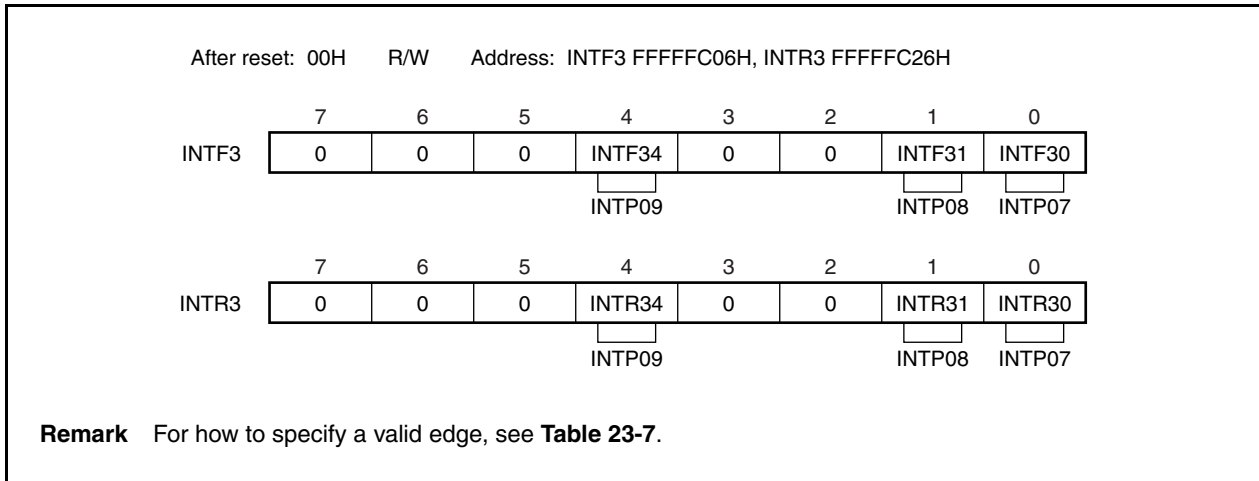 After reset: 00H R/W Address: INTF3 FFFFFC06H, INTR3 FFFFFC26H
7 6 5 4 3 2 1 0
INTF3 0 0 0 INTF34 0 0 INTF31 INTF30
INTP09 INTP08 INTP07
7 6 5 4 3 2 1 0
INTR3 0 0 0 INTR34 0 0 INTR31 INTR30
INTP09 INTP08 INTP07
Remark For how to specify a valid edge, see Table 23-7.